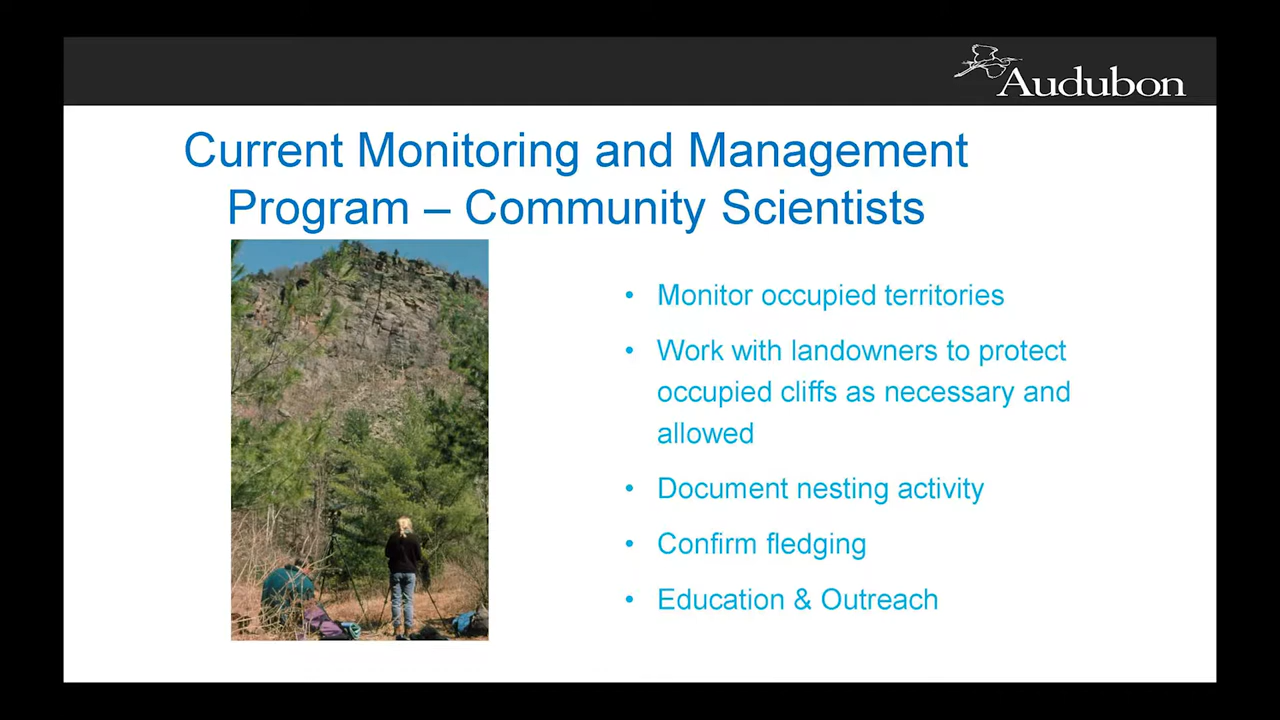 Audubon
Current Monitoring and Management
Program – Community Scientists
• Monitor occupied territories
• Work with landowners to protect
occupied cliffs as necessary and
allowed
• Document nesting activity
• Confirm fledging
• Education & Outreach